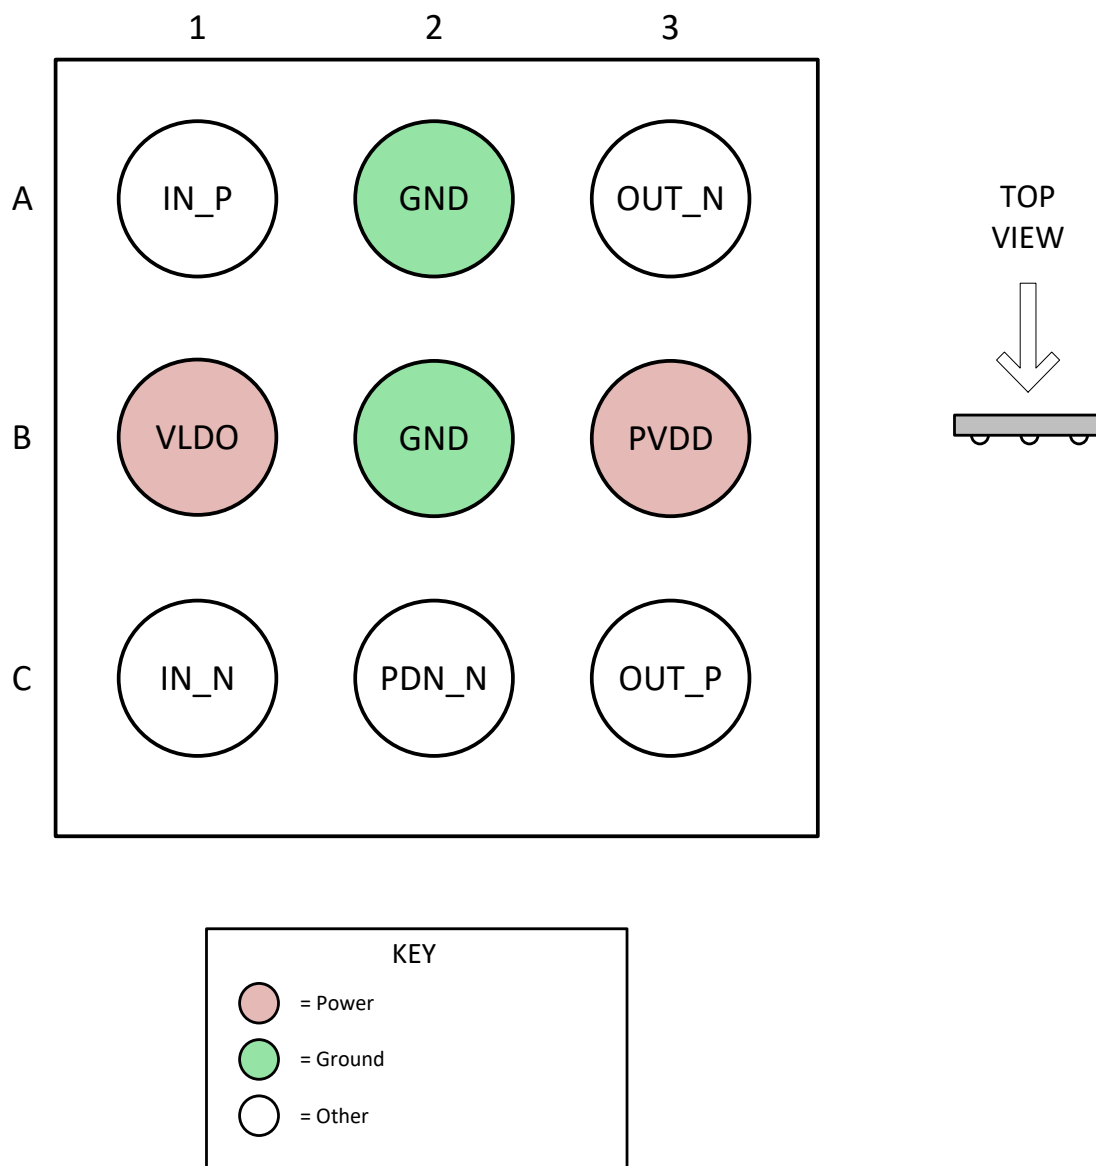 1 2 3
A IN_P GND OUT_N
TOP
VIEW
B VLDO GND PVDD
C IN_N PDN_N OUT_P
KEY
= Power
= Ground
= Other